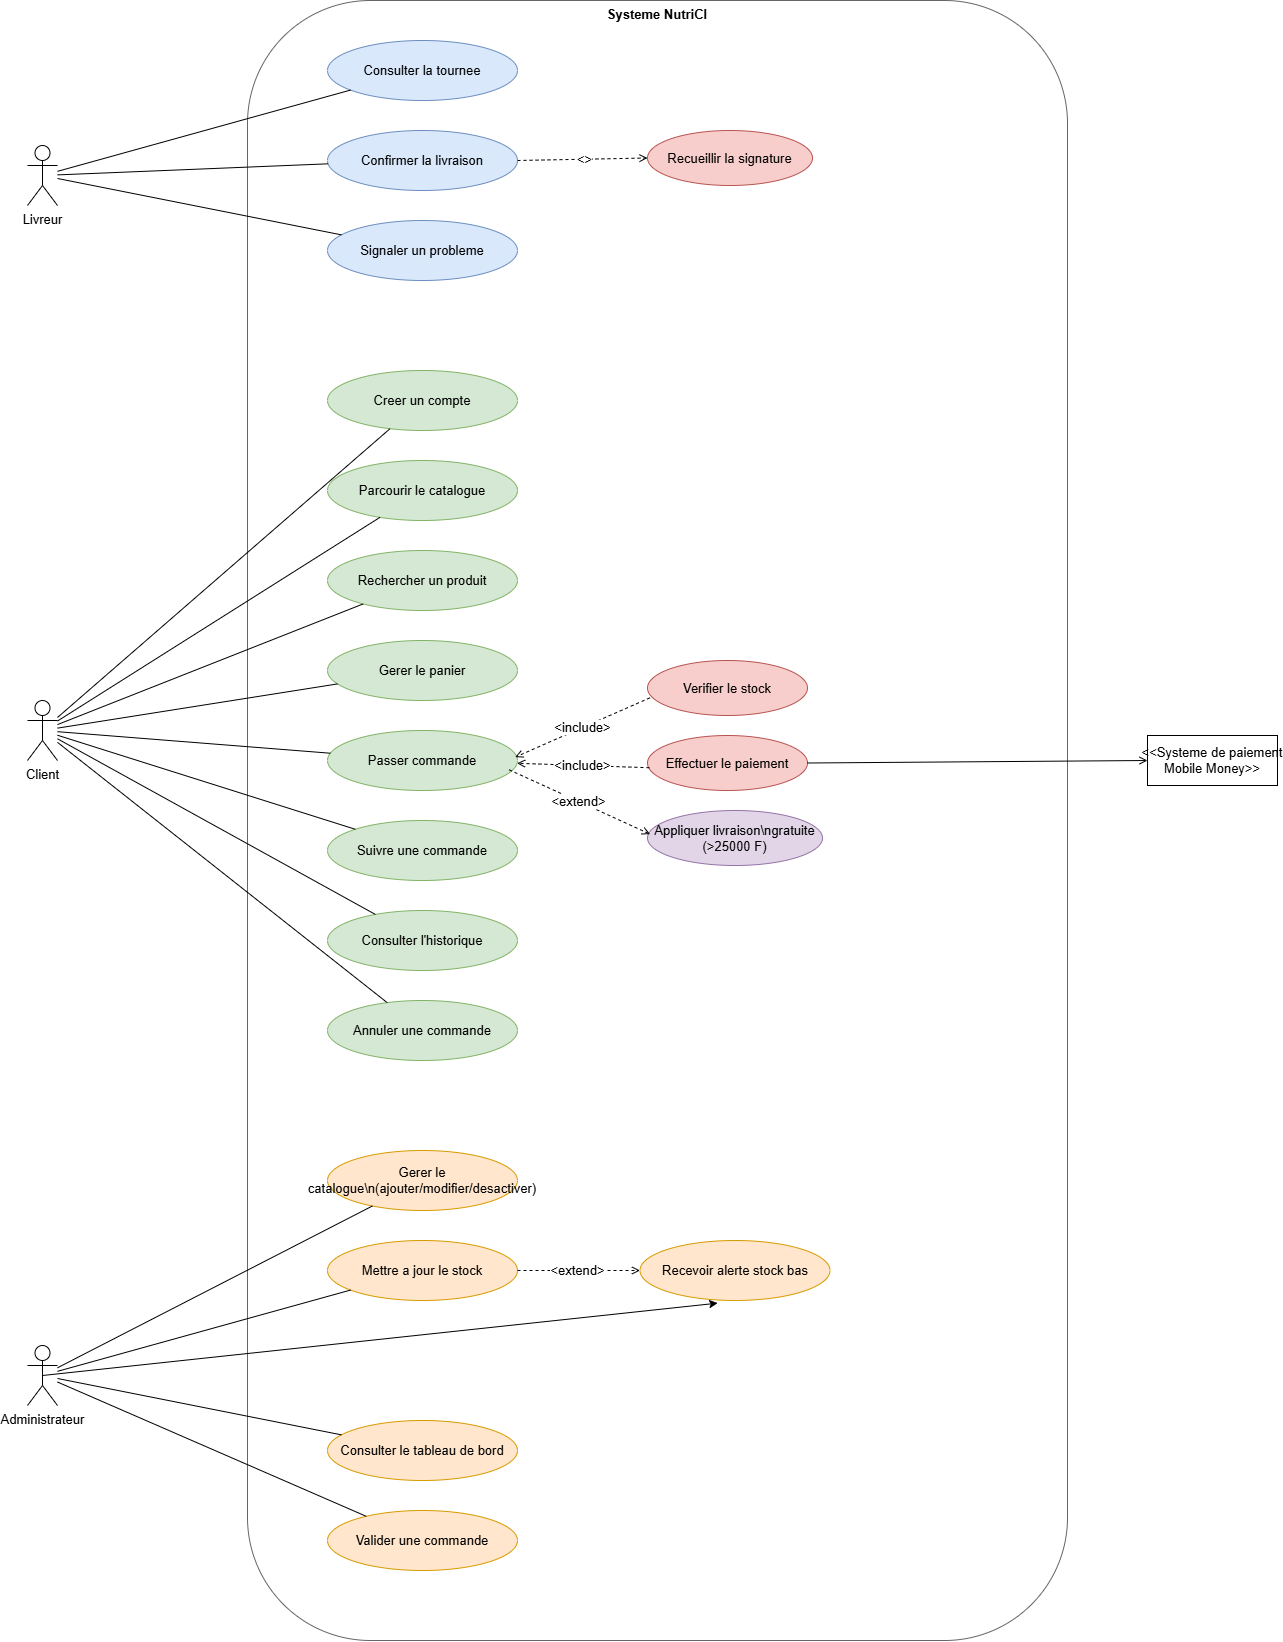 Systeme NutriCI
Consulter la tournee
Confirmer la livraison
<>
Recueillir la signature
Livreur
Signaler un probleme
Creer un compte
Parcourir le catalogue
Rechercher un produit
Gerer le panier
Verifier le stock
<include>
Passer commande
<include>
Effectuer le paiement
<<Systeme de paiement
Mobile Money>>
Client
<extend>
Appliquer livraison\ngratuite
(>25000 F)
Suivre une commande
Consulter l'historique
Annuler une commande
Gerer le
catalogue\n(ajouter/modifier/desactiver)
Mettre a jour le stock
<extend>
Recevoir alerte stock bas
Administrateur
Consulter le tableau de bord
Valider une commande